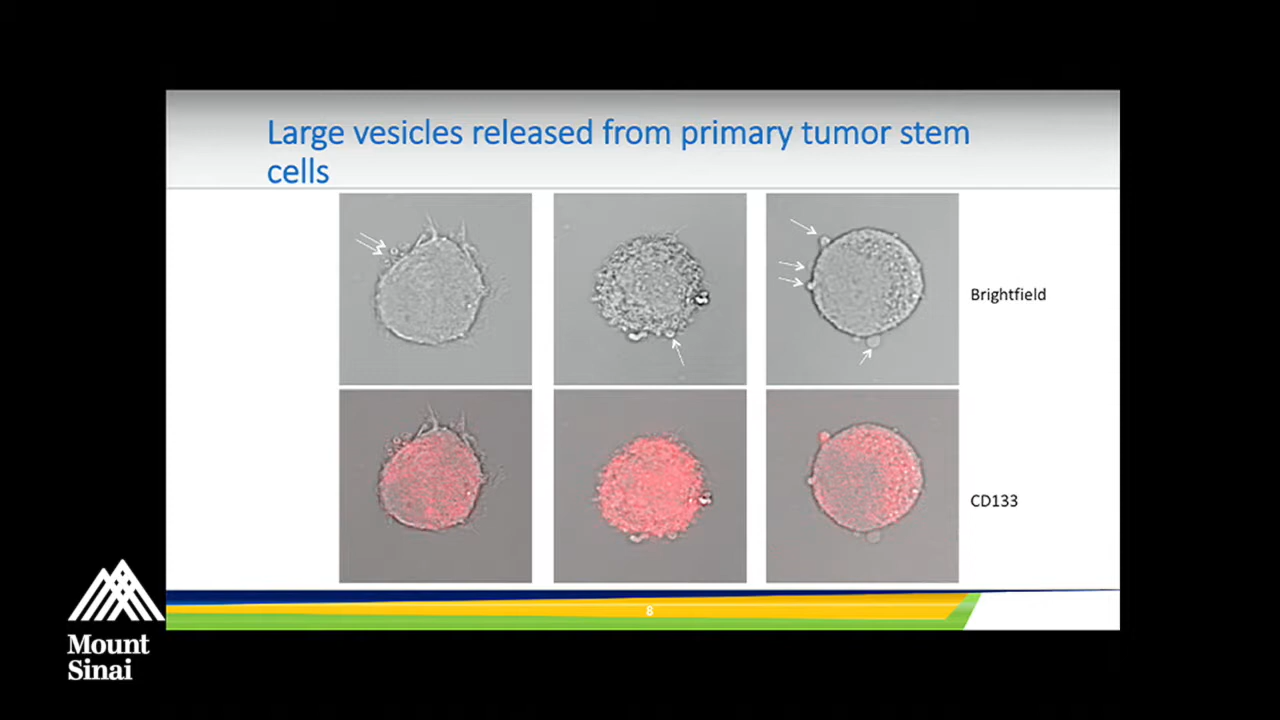 Large vesicles released from primary tumor stem
cells
Brightfield
CD133
8
Mount
Sinai